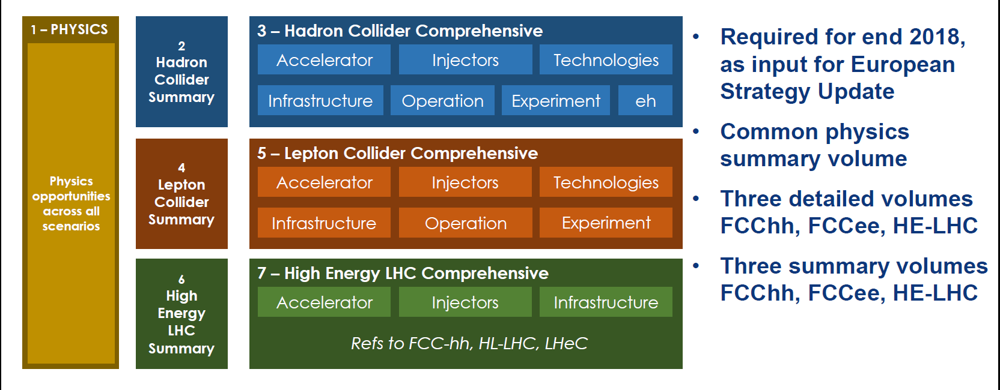 1 – PHYSICS
Physics
opportunities
across all
scenarios
2
Hadron
Collider
Summary
3 – Hadron Collider Comprehensive
Accelerator
Injectors
Technologies
Infrastructure
Operation
Experiment
eh
4
Lepton
Collider
Summary
5 – Lepton Collider Comprehensive
Accelerator
Injectors
Technologies
Infrastructure
Operation
Experiment
6
High
Energy
LHC
Summary
7 – High Energy LHC Comprehensive
Accelerator
Injectors
Infrastructure
Refs to FCC-hh, HL-LHC, LHeC
• Required for end 2018,
as input for European
Strategy Update
• Common physics
summary volume
• Three detailed volumes
FCChh, FCCee, HE-LHC
• Three summary volumes
FCChh, FCCee, HE-LHC